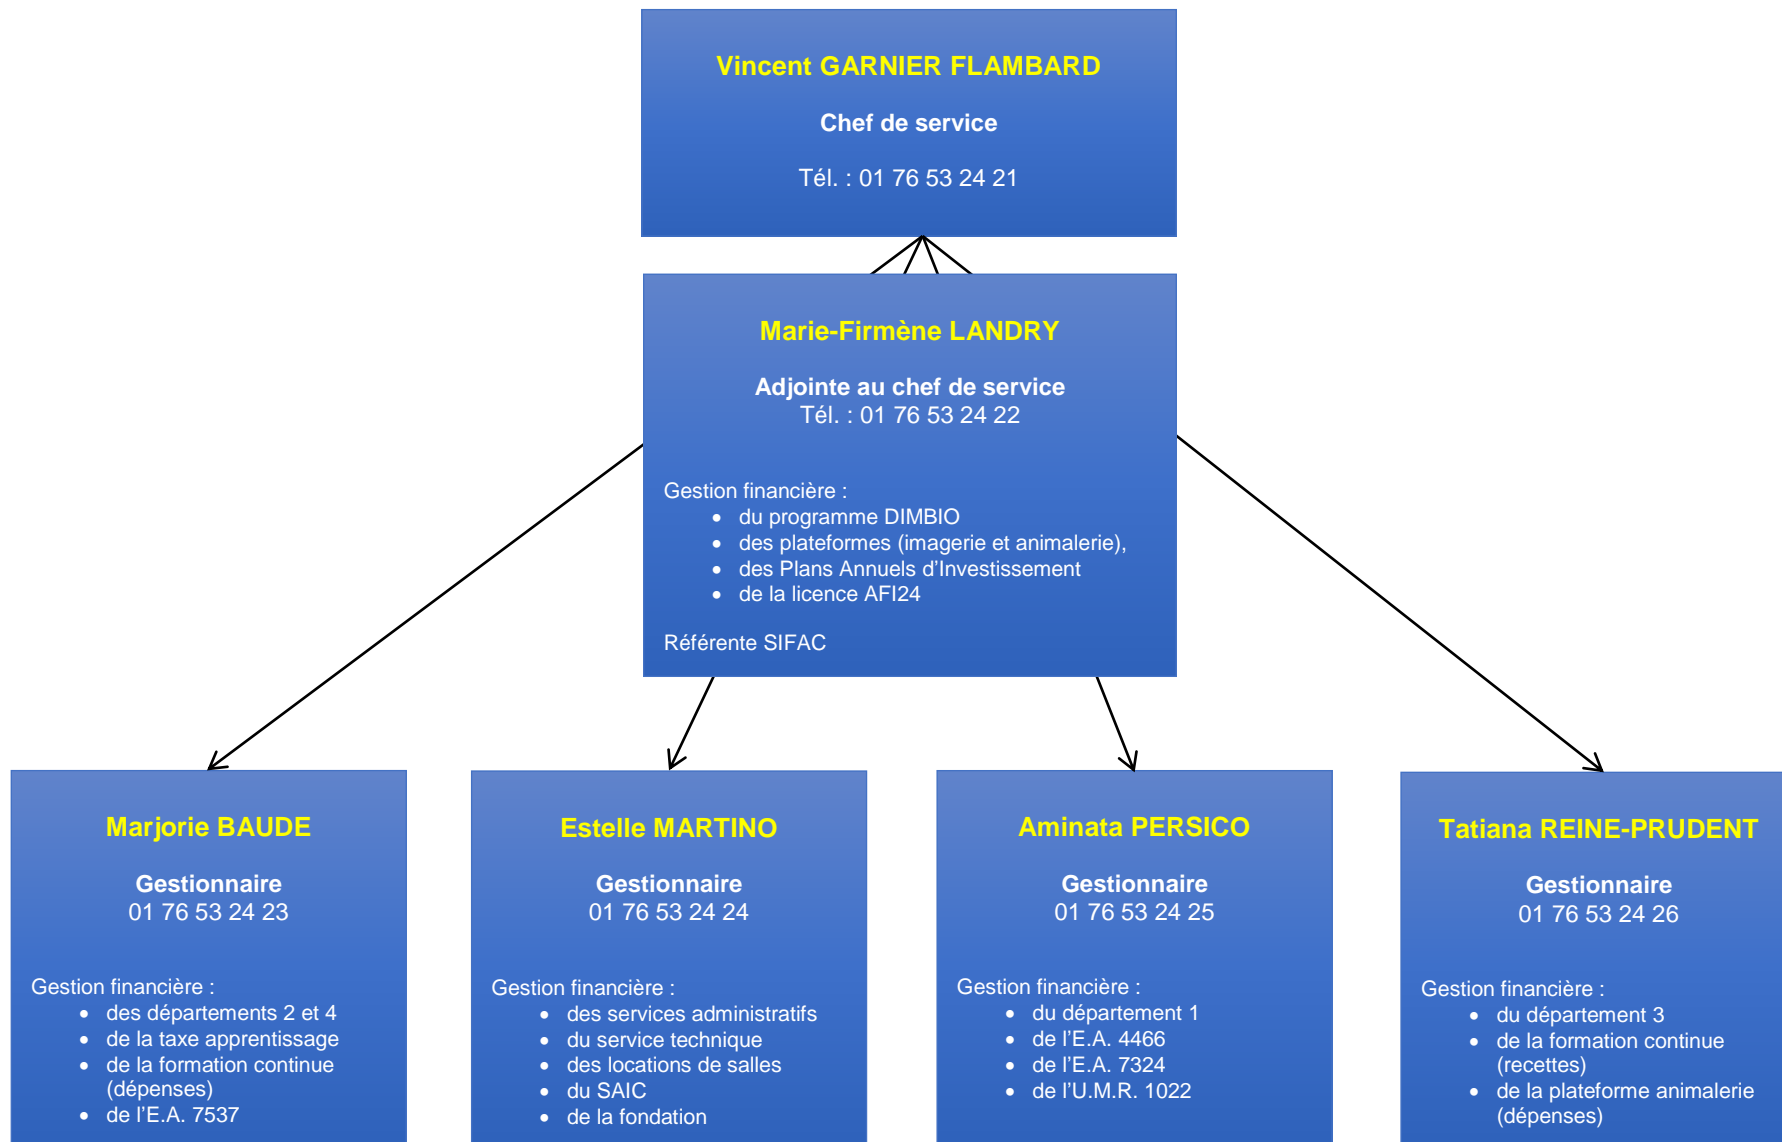 Vincent GARNIER FLAMBARD
Chef de service
Tél. : 01 76 53 24 21
Marie-Firmène LANDRY
Adjointe au chef de service
Tél. : 01 76 53 24 22
Gestion financière :
• du programme DIMBIO
• des plateformes (imagerie et animalerie),
• des Plans Annuels d’Investissement
• de la licence AFI24
Référente SIFAC
Marjorie BAUDE
Gestionnaire
01 76 53 24 23
Gestion financière :
• des départements 2 et 4
• de la taxe apprentissage
• de la formation continue
(dépenses)
• de l’E.A. 7537
Estelle MARTINO
Gestionnaire
01 76 53 24 24
Gestion financière :
• des services administratifs
• du service technique
• des locations de salles
• du SAIC
• de la fondation
Aminata PERSICO
Gestionnaire
01 76 53 24 25
Gestion financière :
• du département 1
• de l’E.A. 4466
• de l’E.A. 7324
• de l’U.M.R. 1022
Tatiana REINE-PRUDENT
Gestionnaire
01 76 53 24 26
Gestion financière :
• du département 3
• de la formation continue
(recettes)
• de la plateforme animalerie
(dépenses)